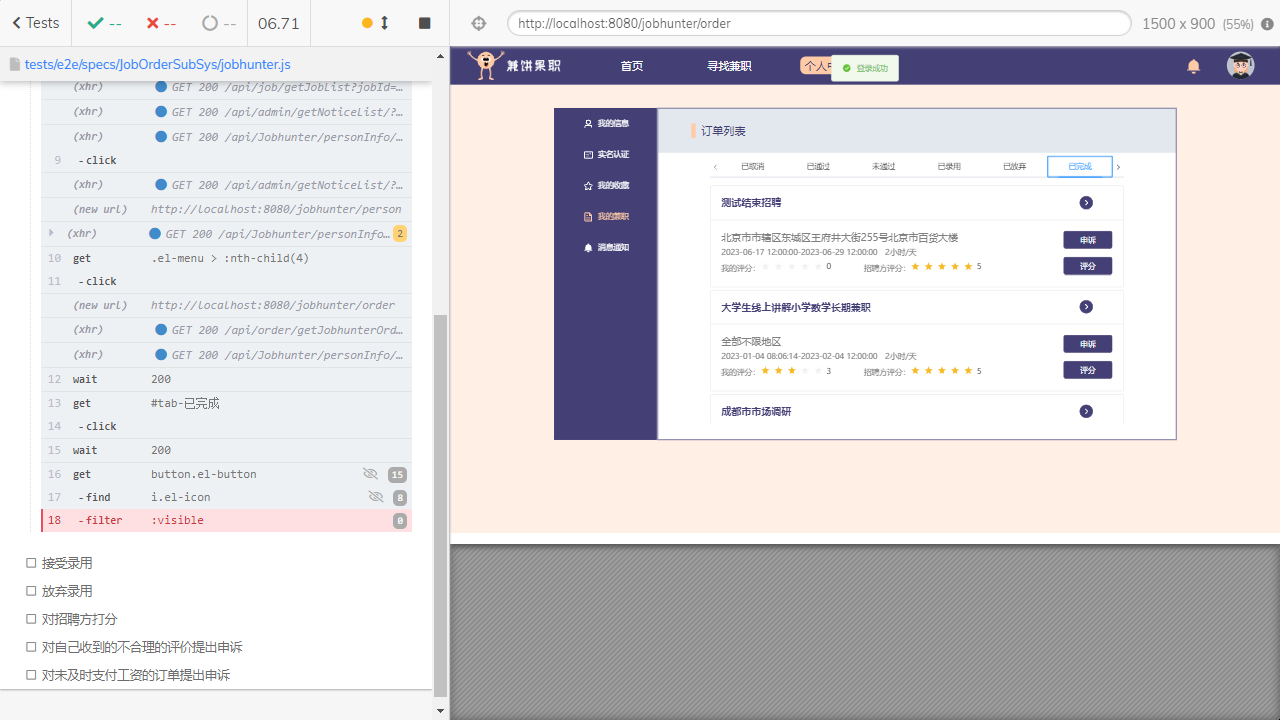 Tests
--
--
--
06.71
http://localhost:8080/jobhunter/order
1500 x 900 (55%)
tests/e2e/specs/JobOrderSubSys/jobhunter.js
(xhr) GET 200 /api/job/getJobList?jobId=…
(xhr) GET 200 /api/admin/getNoticeList/?…
(xhr) GET 200 /api/Jobhunter/personInfo/…
9 -click
(xhr) GET 200 /api/admin/getNoticeList/?…
(new url) http://localhost:8080/jobhunter/person
(xhr) GET 200 /api/Jobhunter/personInfo… 2
10 get .el-menu > :nth-child(4)
11 -click
(new url) http://localhost:8080/jobhunter/order
(xhr) GET 200 /api/order/getJobhunterOrd…
(xhr) GET 200 /api/Jobhunter/personInfo/…
12 wait 200
13 get #tab-已完成
14 -click
15 wait 200
16 get button.el-button 15
17 -find i.el-icon 8
18 -filter :visible 0
接受录用
放弃录用
对招聘方打分
对自己收到的不合理的评价提出申诉
对未及时支付工资的订单提出申诉
兼饼果职
首页
寻找兼职
个人中
登录成功
我的信息
实名认证
我的收藏
我的兼职
消息通知
订单列表
已取消 已通过 未通过 已录用 已放弃 已完成
测试结束招聘
北京市市辖区东城区王府井大街255号北京市百货大楼
2023-06-17 12:00:00-2023-06-29 12:00:00 2小时/天
我的评分: 0 招聘方评分: 5
申诉
评分
大学生线上讲解小学数学长期兼职
全部不限地区
2023-01-04 08:06:14-2023-02-04 12:00:00 2小时/天
我的评分: 3 招聘方评分: 5
申诉
评分
成都市市场调研